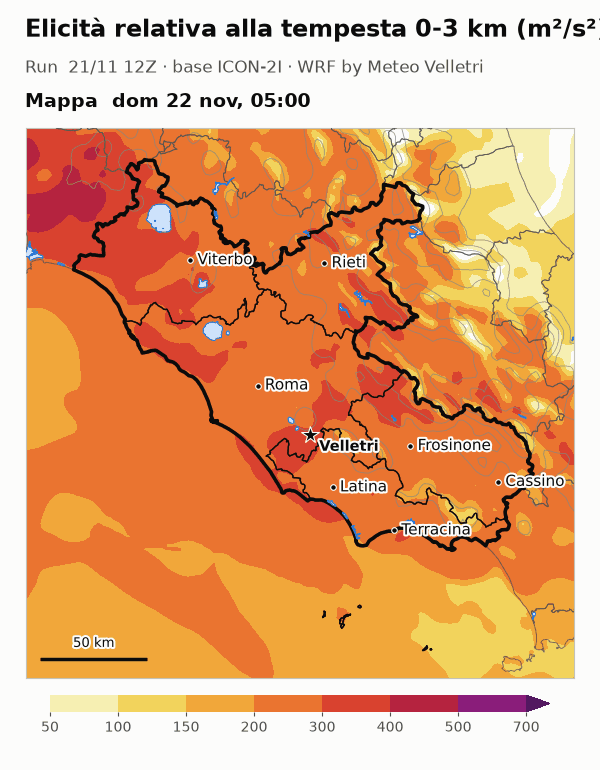 Elicità relativa alla tempesta 0-3 km (m²/s²)
Run 21/11 12Z · base ICON-2I · WRF by Meteo Velletri
Mappa dom 22 nov, 05:00
Viterbo
Rieti
Roma
Velletri
Frosinone
Cassino
Latina
Terracina
50 km
50 100 150 200 300 400 500 700